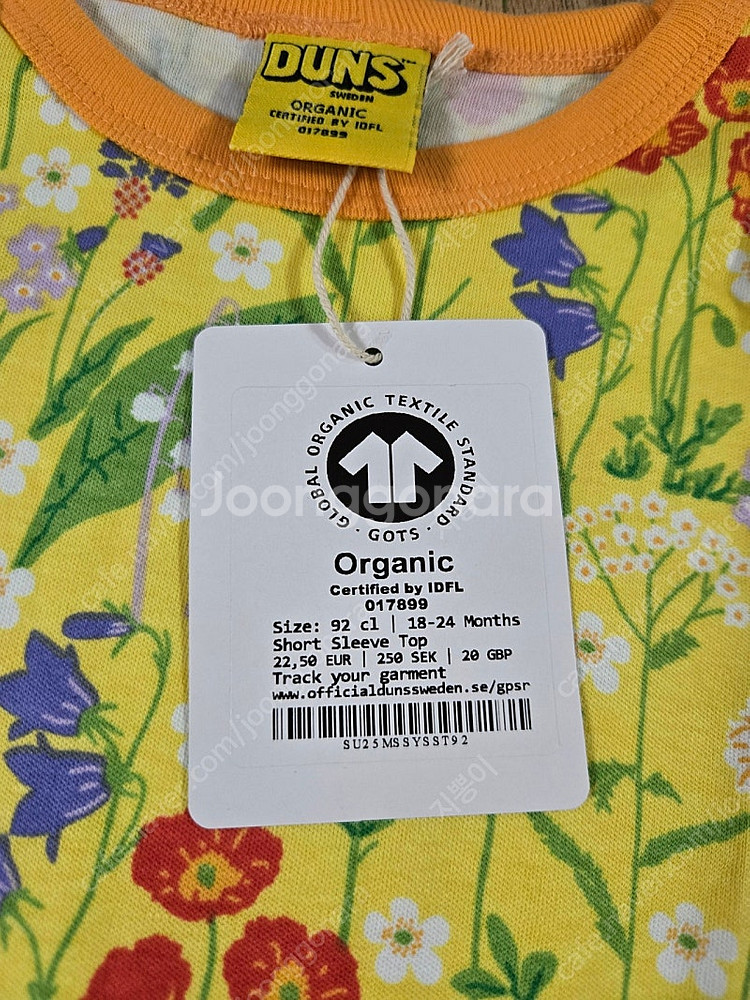 DUNS
SWEDEN
ORGANIC
CERTIFIED BY IDFL
017899
GLOBAL ORGANIC TEXTILE STANDARD
· GOTS ·
Organic
Certified by IDFL
017899
Size: 92 cl | 18-24 Months
Short Sleeve Top
22,50 EUR | 250 SEK | 20 GBP
Track your garment
www.officialdunssweden.se/gpsr
SU25MSSYSST92
Joonggonara